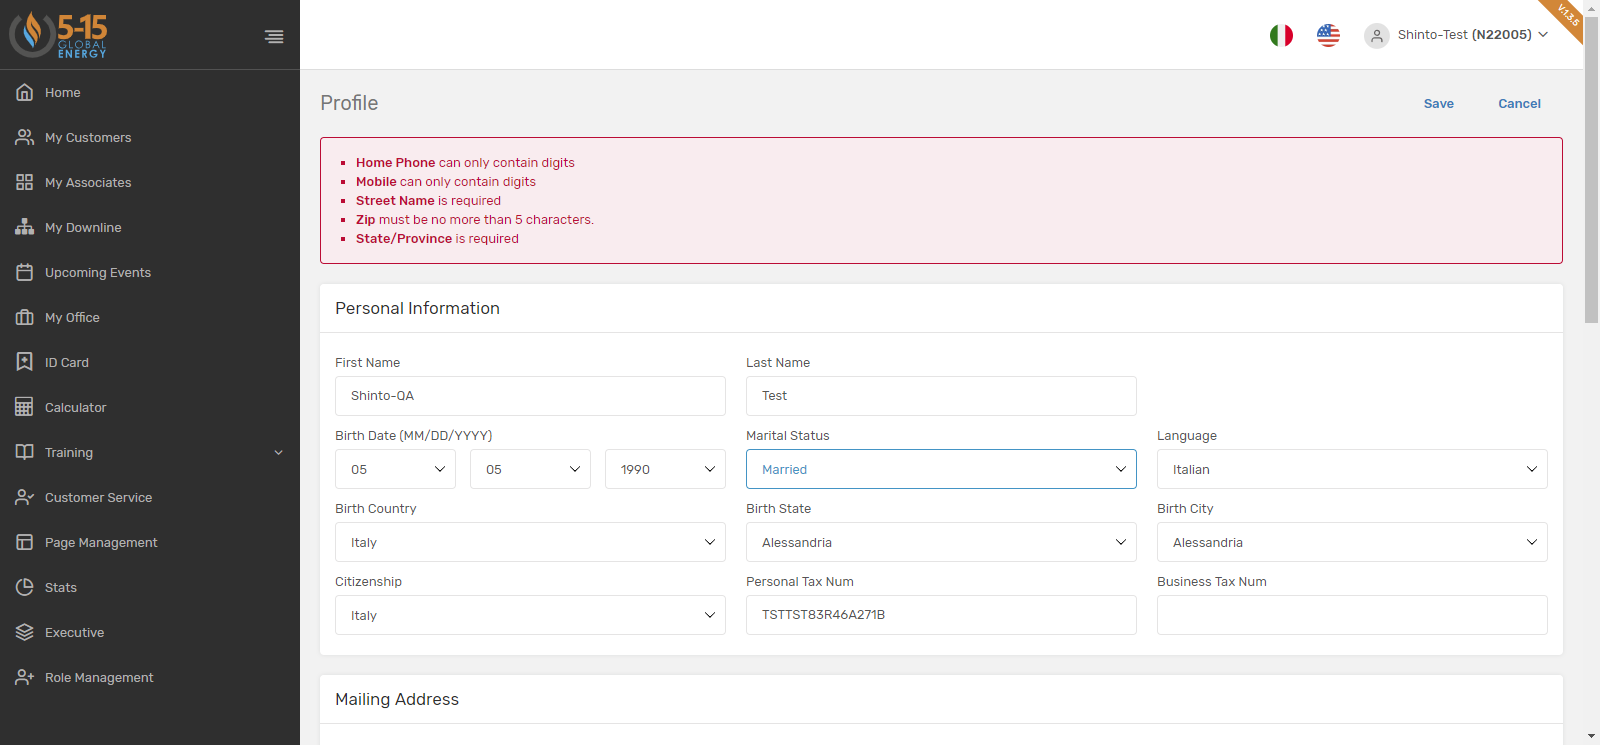 5-15
GLOBAL
ENERGY
Home
My Customers
My Associates
My Downline
Upcoming Events
My Office
ID Card
Calculator
Training
Customer Service
Page Management
Stats
Executive
Role Management
Shinto-Test (N22005)
V.1.3.5
Profile
Save
Cancel
Home Phone can only contain digits
Mobile can only contain digits
Street Name is required
Zip must be no more than 5 characters.
State/Province is required
Personal Information
First Name
Last Name
Shinto-QA
Test
Birth Date (MM/DD/YYYY)
Marital Status
Language
05
05
1990
Married
Italian
Birth Country
Birth State
Birth City
Italy
Alessandria
Alessandria
Citizenship
Personal Tax Num
Business Tax Num
Italy
TSTTST83R46A271B
Mailing Address